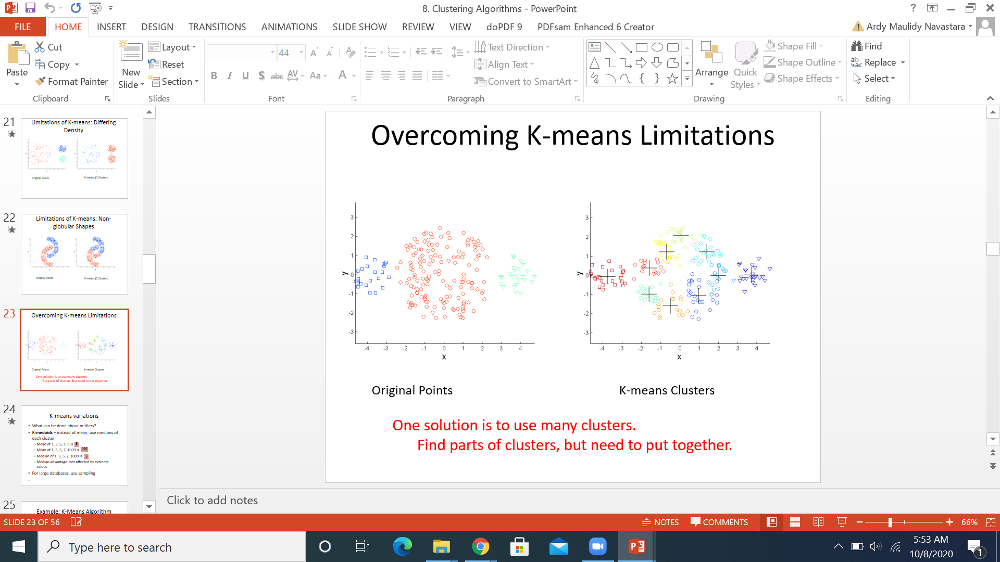 8. Clustering Algorithms - PowerPoint
?
FILE HOME INSERT DESIGN TRANSITIONS ANIMATIONS SLIDE SHOW REVIEW VIEW doPDF 9 PDFsam Enhanced 6 Creator
Ardy Maulidy Navastara
Paste
Cut
Copy
Format Painter
Clipboard
New
Slide
Layout
Reset
Section
Slides
44
B I U S abc AV Aa A
Font
Text Direction
Align Text
Convert to SmartArt
Paragraph
Arrange
Quick
Styles
Shape Fill
Shape Outline
Shape Effects
Drawing
Find
Replace
Select
Editing
21
Limitations of K-means: Differing
Density
Original Points
K-means (3 Clusters)
22
Limitations of K-means: Non-
globular Shapes
Original Points
K-means (2 Clusters)
23
Overcoming K-means Limitations
Original Points
K-means Clusters
One solution is to use many clusters.
Find parts of clusters, but need to put together.
24
K-means variations
• What can be done about outliers?
• K-medoids – instead of mean, use medians of
each cluster
– Mean of 1, 3, 5, 7, 9 is 5
– Mean of 1, 3, 5, 7, 1009 is 205
– Median of 1, 3, 5, 7, 1009 is 5
– Median advantage: not affected by extreme
values
• For large databases, use sampling
25
Example: K-Means Algorithm
Overcoming K-means Limitations
3
2
1
0
-1
-2
-3
y
-4 -3 -2 -1 0 1 2 3 4
x
3
2
1
0
-1
-2
-3
y
-4 -3 -2 -1 0 1 2 3 4
x
Original Points
K-means Clusters
One solution is to use many clusters.
Find parts of clusters, but need to put together.
Click to add notes
SLIDE 23 OF 56
NOTES
COMMENTS
66%
Type here to search
5:53 AM
10/8/2020
1